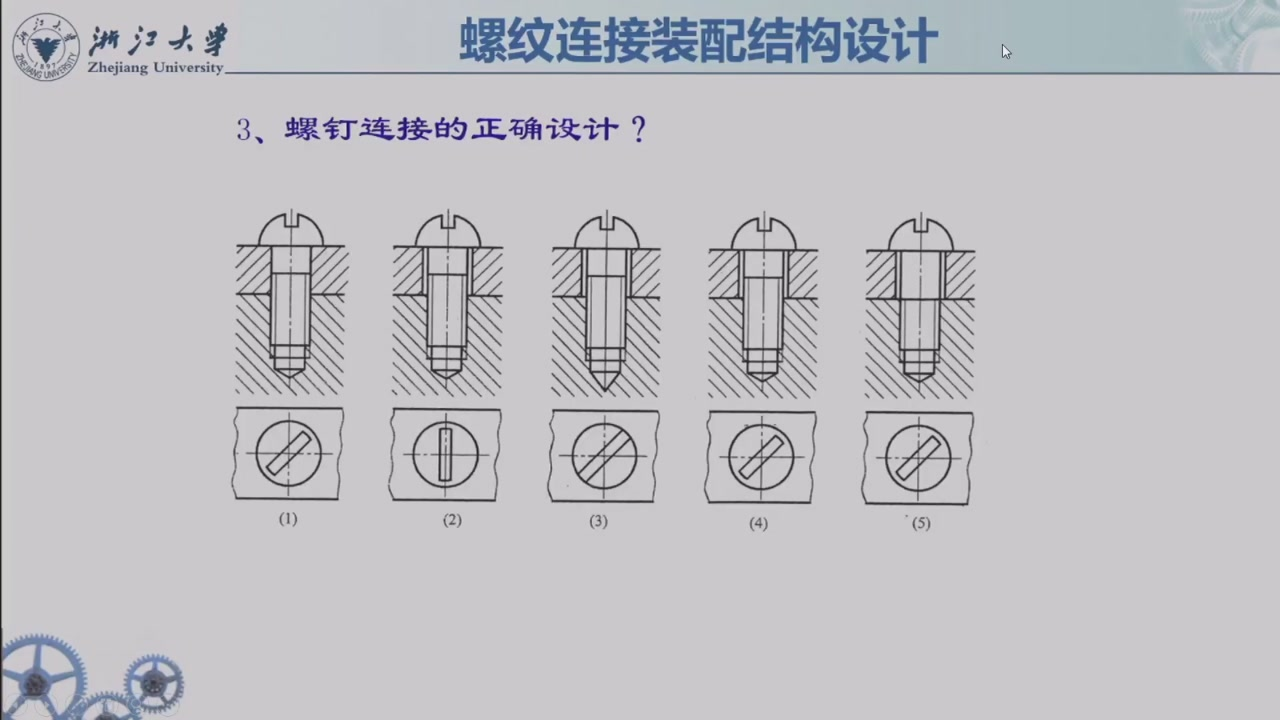 浙江大学
Zhejiang University
螺纹连接装配结构设计
3、螺钉连接的正确设计？
(1) (2) (3) (4) (5)